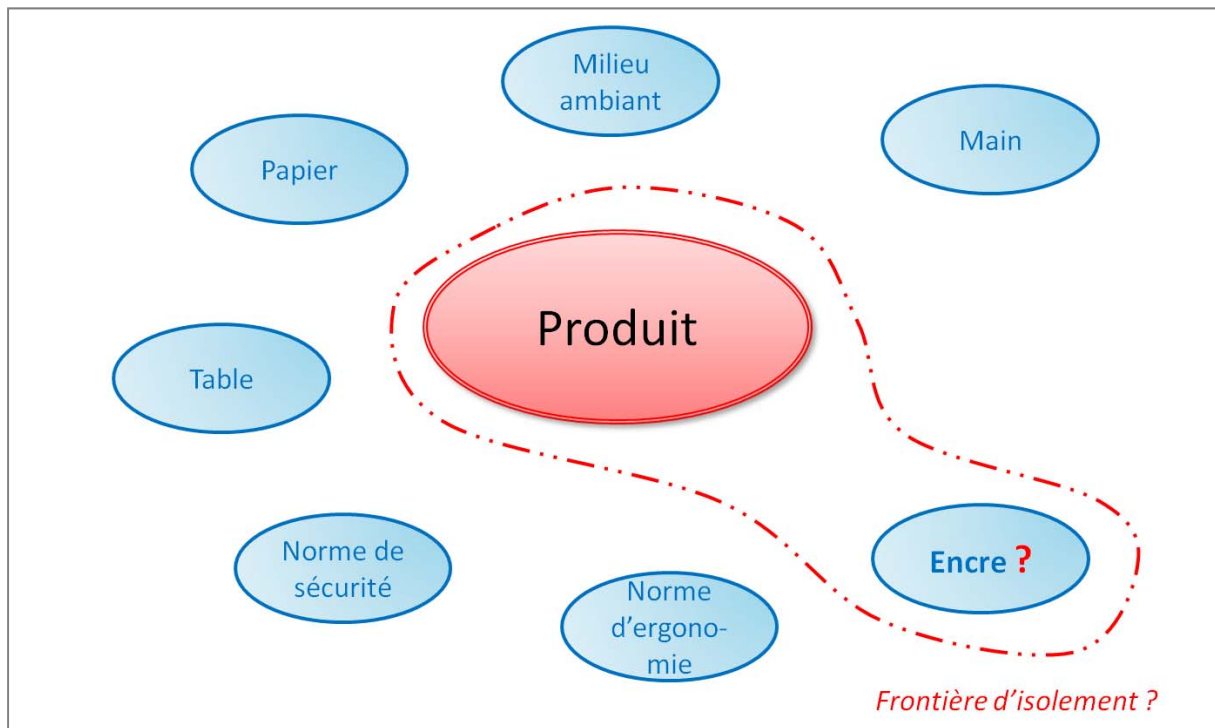 Milieu
ambiant
Main
Papier
Produit
Table
Encre ?
Norme de
sécurité
Norme
d’ergono-
mie
Frontière d’isolement ?